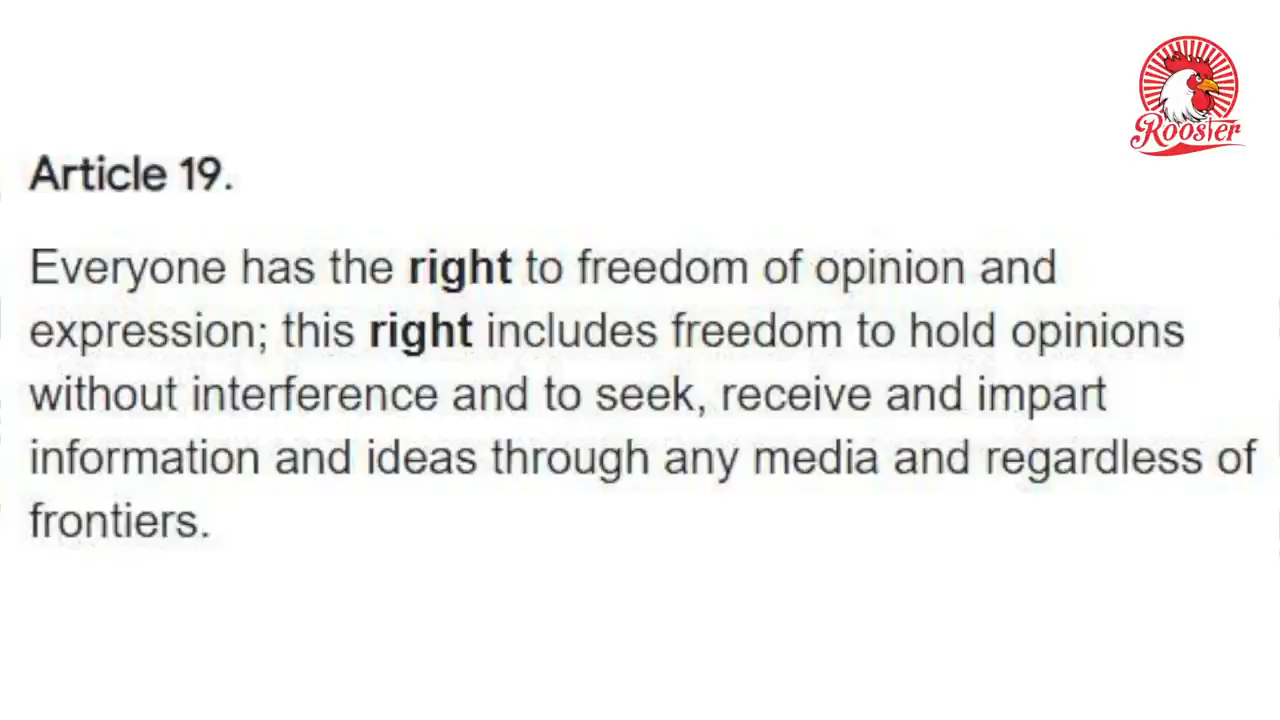 Rooster
Article 19.
Everyone has the right to freedom of opinion and
expression; this right includes freedom to hold opinions
without interference and to seek, receive and impart
information and ideas through any media and regardless of
frontiers.